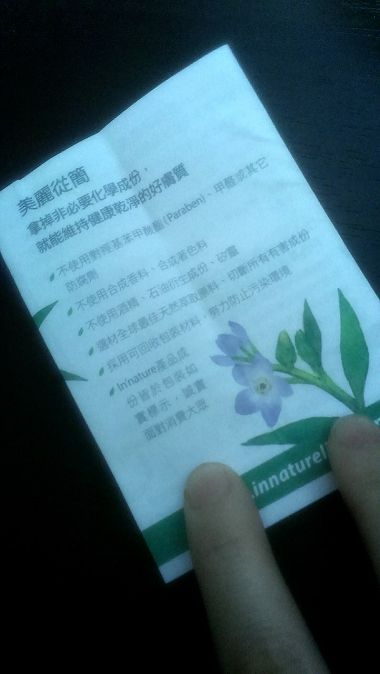 美麗從簡
拿掉非必要化學成份，
就能維持健康乾淨的好膚質
不使用對羥基苯甲酸酯(Paraben)、甲醛或其它
防腐劑
不使用合成香料、合成著色料
不使用酒精、石油衍生成份、矽靈
選材全球最佳天然萃取原料、切斷所有有害成份
採用可回收包裝材料、努力防止污染環境
In'nature產品成
份皆於包裝如
實標示，誠實
面對消費大眾
.innature